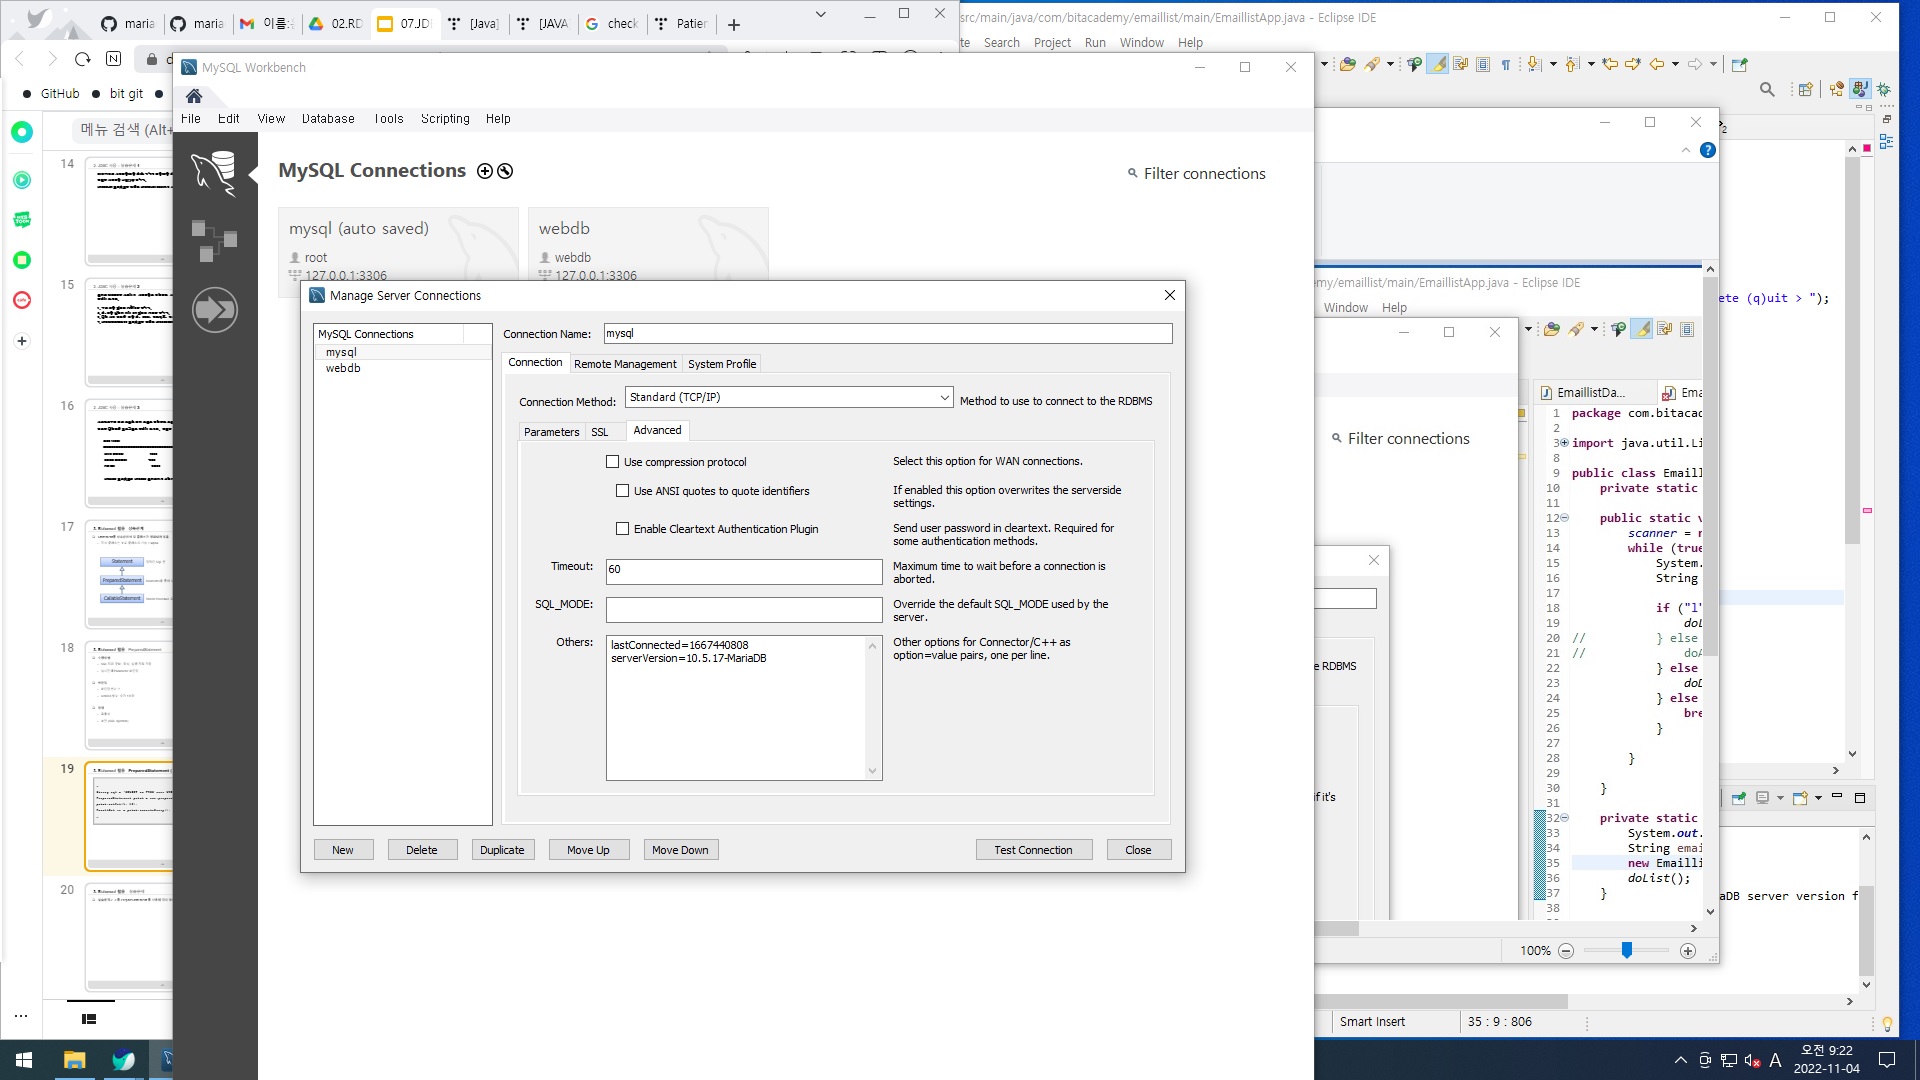 maria
maria
이름:
02.RD
07.JDI
[Java]
[JAVA
check
Patier
GitHub
bit git
메뉴 검색 (Alt+
14
15
16
17
Statement
PreparedStatement
CallableStatement
18
19
20
MySQL Workbench
File Edit View Database Tools Scripting Help
MySQL Connections
Filter connections
mysql (auto saved)
root
127.0.0.1:3306
webdb
webdb
127.0.0.1:3306
Manage Server Connections
MySQL Connections
mysql
webdb
Connection Name: mysql
Connection Remote Management System Profile
Connection Method: Standard (TCP/IP) Method to use to connect to the RDBMS
Parameters SSL Advanced
Use compression protocol
Select this option for WAN connections.
Use ANSI quotes to quote identifiers
If enabled this option overwrites the serverside
settings.
Enable Cleartext Authentication Plugin
Send user password in cleartext. Required for
some authentication methods.
Timeout: 60
Maximum time to wait before a connection is
aborted.
SQL_MODE:
Override the default SQL_MODE used by the
server.
Others:
lastConnected=1667440808
serverVersion=10.5.17-MariaDB
Other options for Connector/C++ as
option=value pairs, one per line.
New Delete Duplicate Move Up Move Down Test Connection Close
src/main/java/com/bitacademy/emaillist/main/EmaillistApp.java - Eclipse IDE
te Search Project Run Window Help
ete (q)uit > ");
my/emaillist/main/EmaillistApp.java - Eclipse IDE
Window Help
Filter connections
e RDBMS
if it's
EmaillistDa... Ema
1 package com.bitacad
2
3 import java.util.Li
8
9 public class Emaill
10 private static
11
12 public static v
13 scanner = n
14 while (true
15 System.
16 String
17
18 if ("l"
19 doL
20 // } else
21 // doA
22 } else
23 doD
24 } else
25 bre
26 }
27
28 }
29
30 }
31
32 private static
33 System.out.
34 String emai
35 new Emailli
36 doList();
37 }
38
aDB server version f
100%
Smart Insert 35 : 9 : 806
A
오전 9:22
2022-11-04